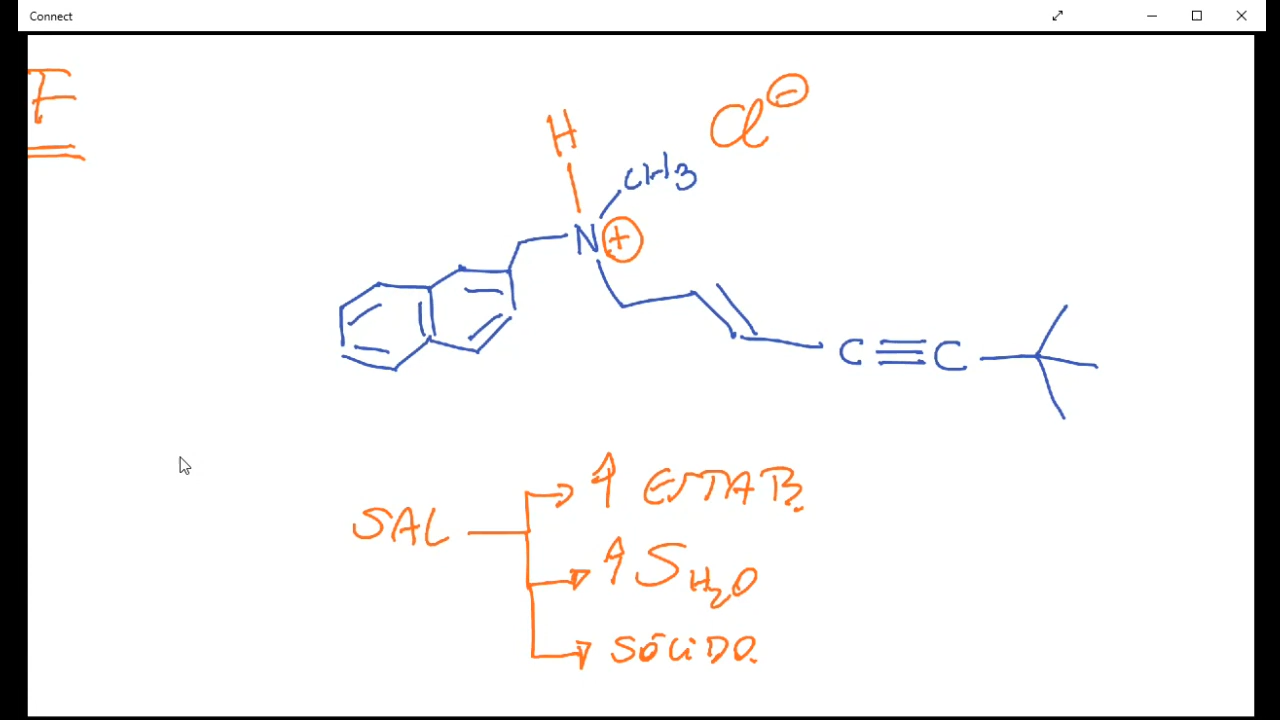 Connect
F
H
Cl⊖
CH3
N⊕
C≡C
SAL
↑ ESTAB.
↑ S H2O
SÓLIDO.